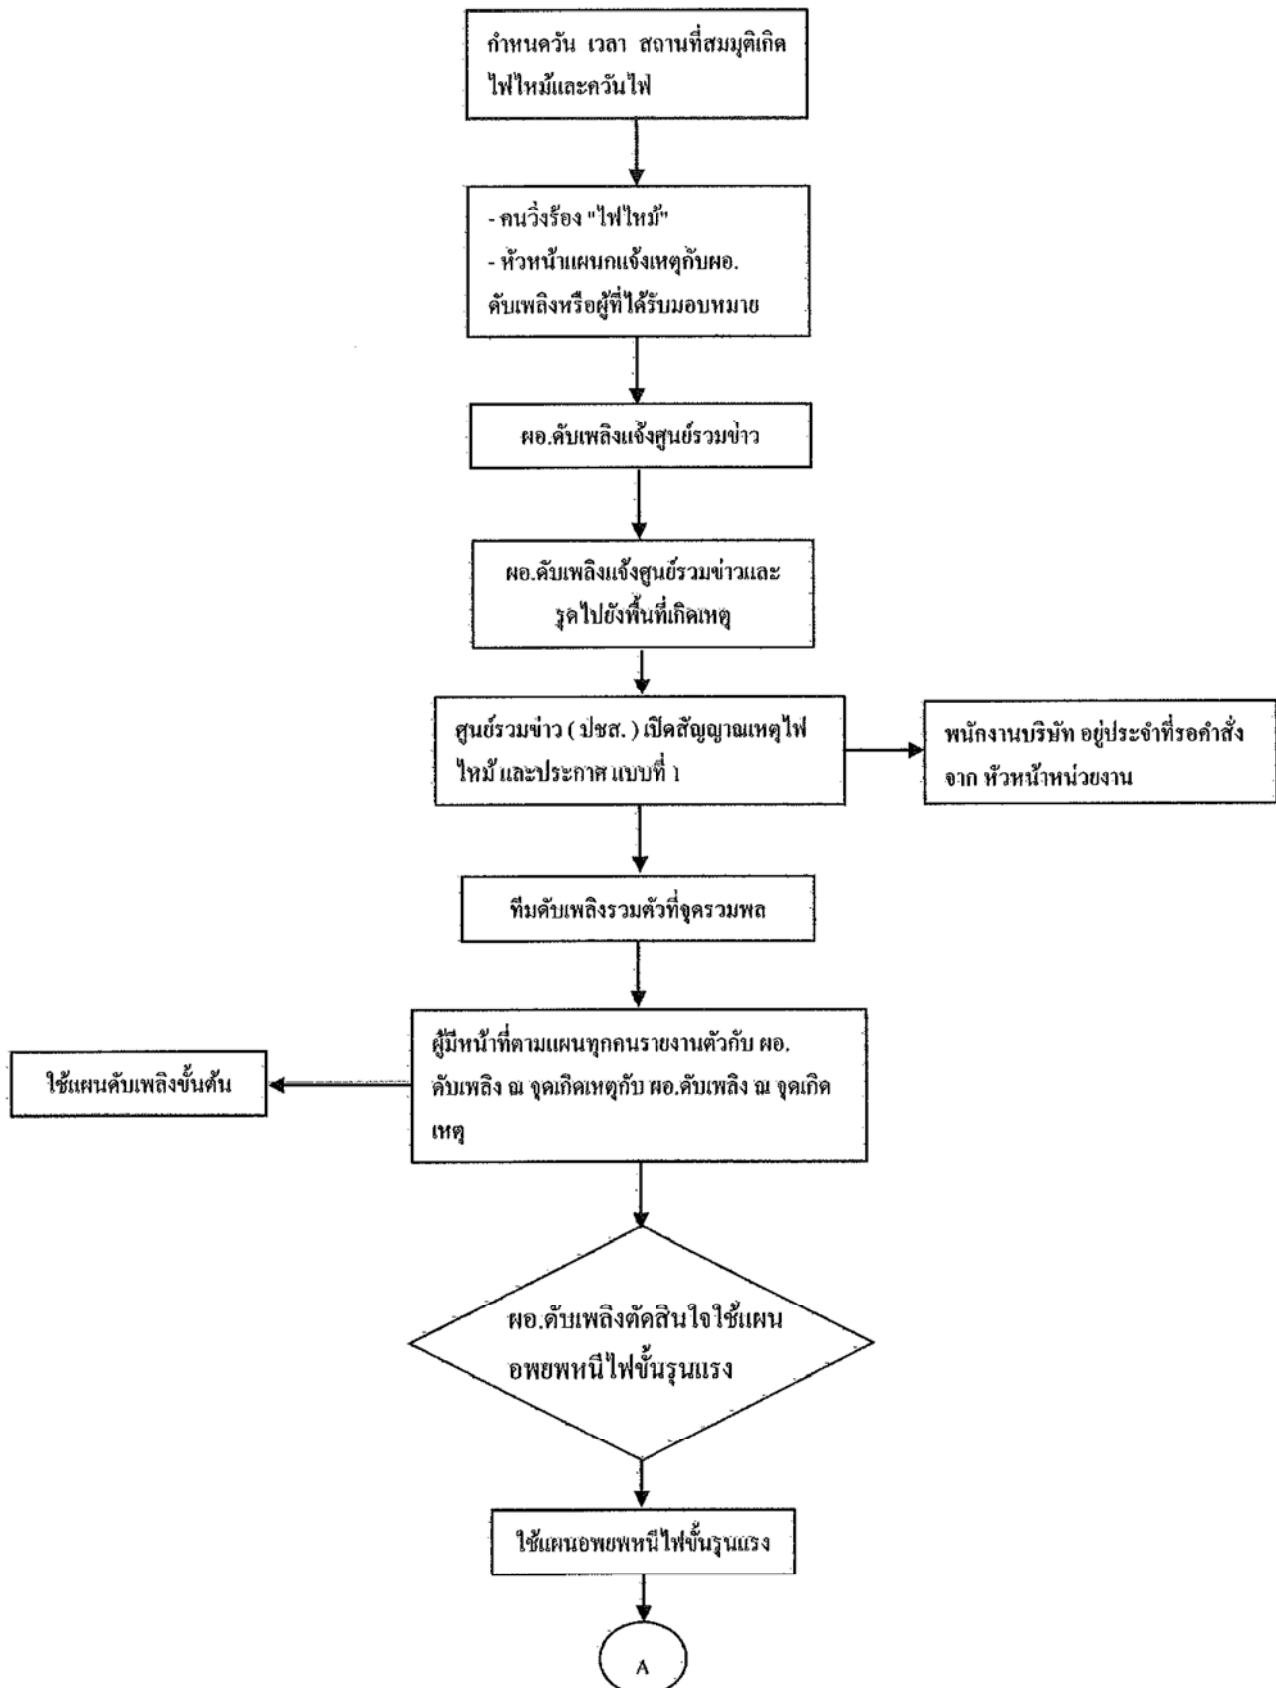 กำหนดวัน เวลา สถานที่สมมุติเกิด
ไฟไหม้และควันไฟ
- คนวิ่งร้อง "ไฟไหม้"
- หัวหน้าแผนกแจ้งเหตุกับผอ.
ดับเพลิงหรือผู้ที่ได้รับมอบหมาย
ผอ.ดับเพลิงแจ้งศูนย์รวมข่าว
ผอ.ดับเพลิงแจ้งศูนย์รวมข่าวและ
รุดไปยังพื้นที่เกิดเหตุ
ศูนย์รวมข่าว ( ปชส. ) เปิดสัญญาณเหตุไฟ
ไหม้ และประกาศ แบบที่ 1
พนักงานบริษัท อยู่ประจำที่รอคำสั่ง
จาก หัวหน้าหน่วยงาน
ทีมดับเพลิงรวมตัวที่จุดรวมพล
ผู้มีหน้าที่ตามแผนทุกคนรายงานตัวกับ ผอ.
ดับเพลิง ณ จุดเกิดเหตุกับ ผอ.ดับเพลิง ณ จุดเกิด
เหตุ
ใช้แผนดับเพลิงขั้นต้น
ผอ.ดับเพลิงตัดสินใจใช้แผน
อพยพหนีไฟขั้นรุนแรง
ใช้แผนอพยพหนีไฟขั้นรุนแรง
A